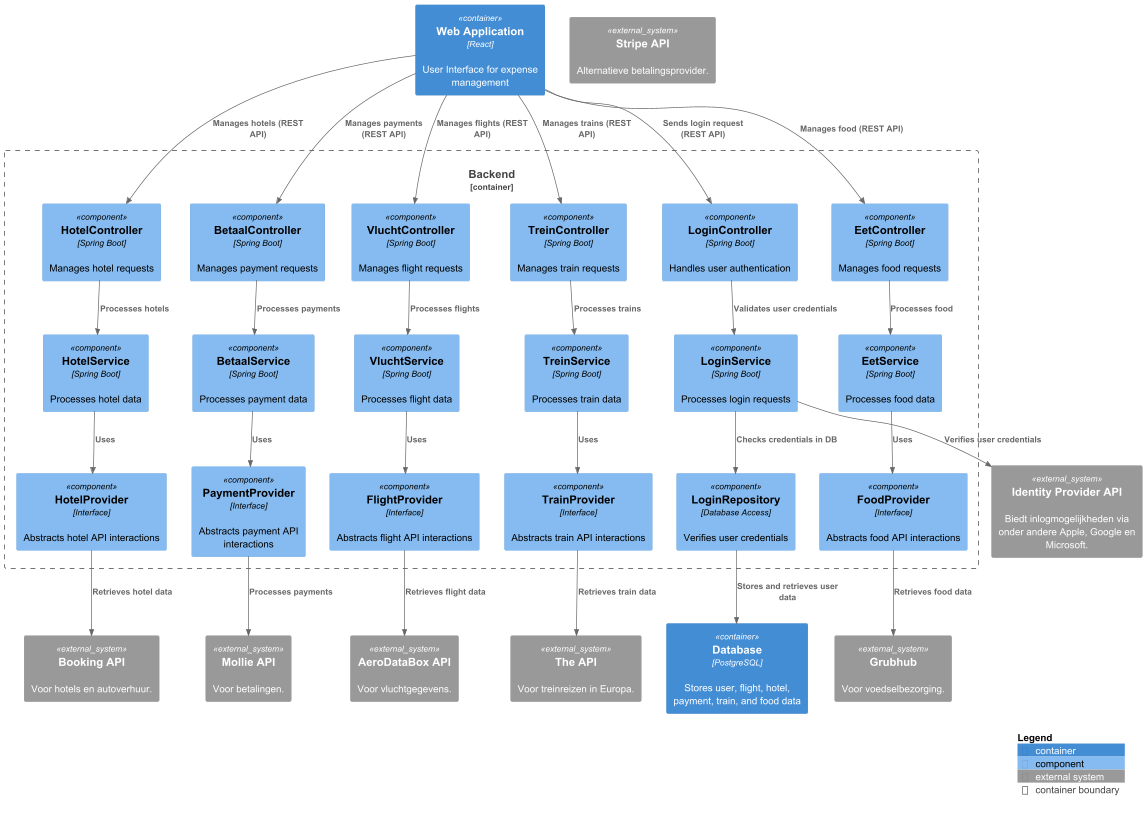 «container»
Web Application
[React]
User Interface for expense
management
«external_system»
Stripe API
Alternatieve betalingsprovider.
Manages hotels (REST
API)
Manages payments
(REST API)
Manages flights (REST
API)
Manages trains (REST
API)
Sends login request
(REST API)
Manages food (REST API)
Backend
[container]
«component»
HotelController
[Spring Boot]
Manages hotel requests
«component»
BetaalController
[Spring Boot]
Manages payment requests
«component»
VluchtController
[Spring Boot]
Manages flight requests
«component»
TreinController
[Spring Boot]
Manages train requests
«component»
LoginController
[Spring Boot]
Handles user authentication
«component»
EetController
[Spring Boot]
Manages food requests
Processes hotels
Processes payments
Processes flights
Processes trains
Validates user credentials
Processes food
«component»
HotelService
[Spring Boot]
Processes hotel data
«component»
BetaalService
[Spring Boot]
Processes payment data
«component»
VluchtService
[Spring Boot]
Processes flight data
«component»
TreinService
[Spring Boot]
Processes train data
«component»
LoginService
[Spring Boot]
Processes login requests
«component»
EetService
[Spring Boot]
Processes food data
Uses
Uses
Uses
Uses
Checks credentials in DB
Uses
Verifies user credentials
«component»
HotelProvider
[Interface]
Abstracts hotel API interactions
«component»
PaymentProvider
[Interface]
Abstracts payment API
interactions
«component»
FlightProvider
[Interface]
Abstracts flight API interactions
«component»
TrainProvider
[Interface]
Abstracts train API interactions
«component»
LoginRepository
[Database Access]
Verifies user credentials
«component»
FoodProvider
[Interface]
Abstracts food API interactions
«external_system»
Identity Provider API
Biedt inlogmogelijkheden via
onder andere Apple, Google en
Microsoft.
Retrieves hotel data
Processes payments
Retrieves flight data
Retrieves train data
Stores and retrieves user
data
Retrieves food data
«external_system»
Booking API
Voor hotels en autoverhuur.
«external_system»
Mollie API
Voor betalingen.
«external_system»
AeroDataBox API
Voor vluchtgegevens.
«external_system»
The API
Voor treinreizen in Europa.
«container»
Database
[PostgreSQL]
Stores user, flight, hotel,
payment, train, and food data
«external_system»
Grubhub
Voor voedselbezorging.
Legend
container
component
external system
container boundary